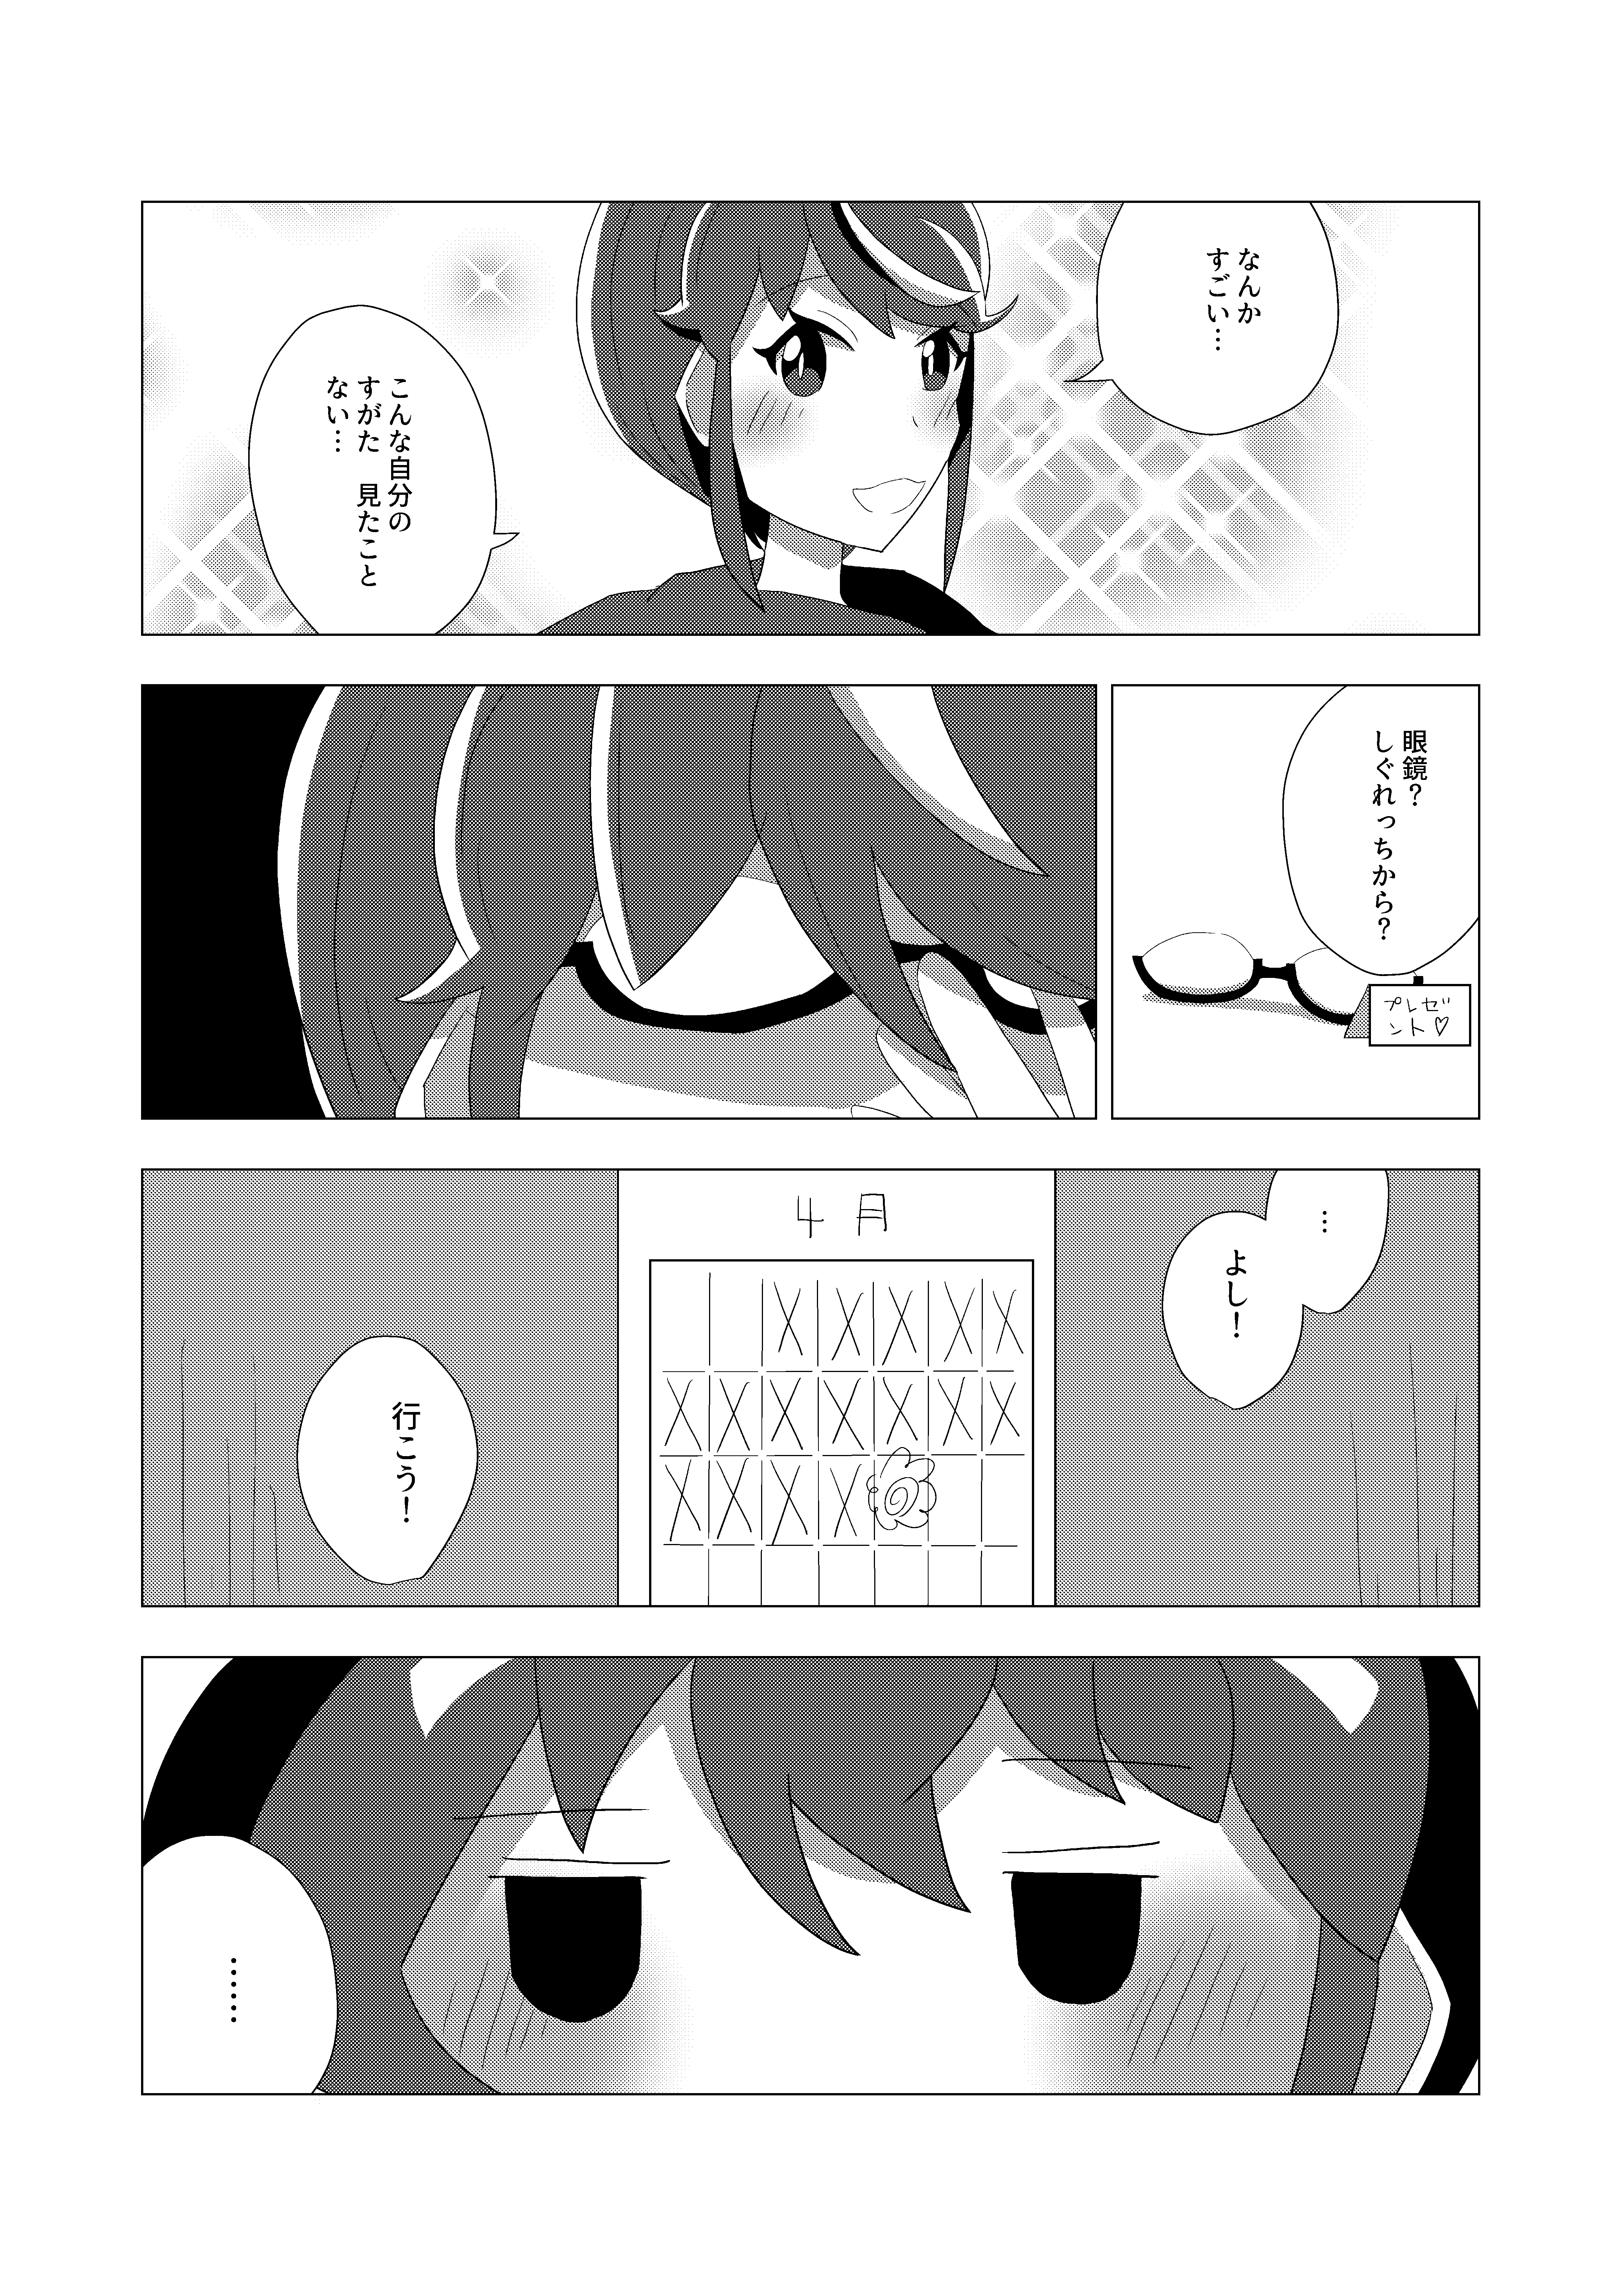 なんか
すごい…
こんな自分の
すがた　見たこと
ない…
眼鏡？
しぐれっちから？
プレゼ
ント♡
…
よし！
4月
行こう！
……